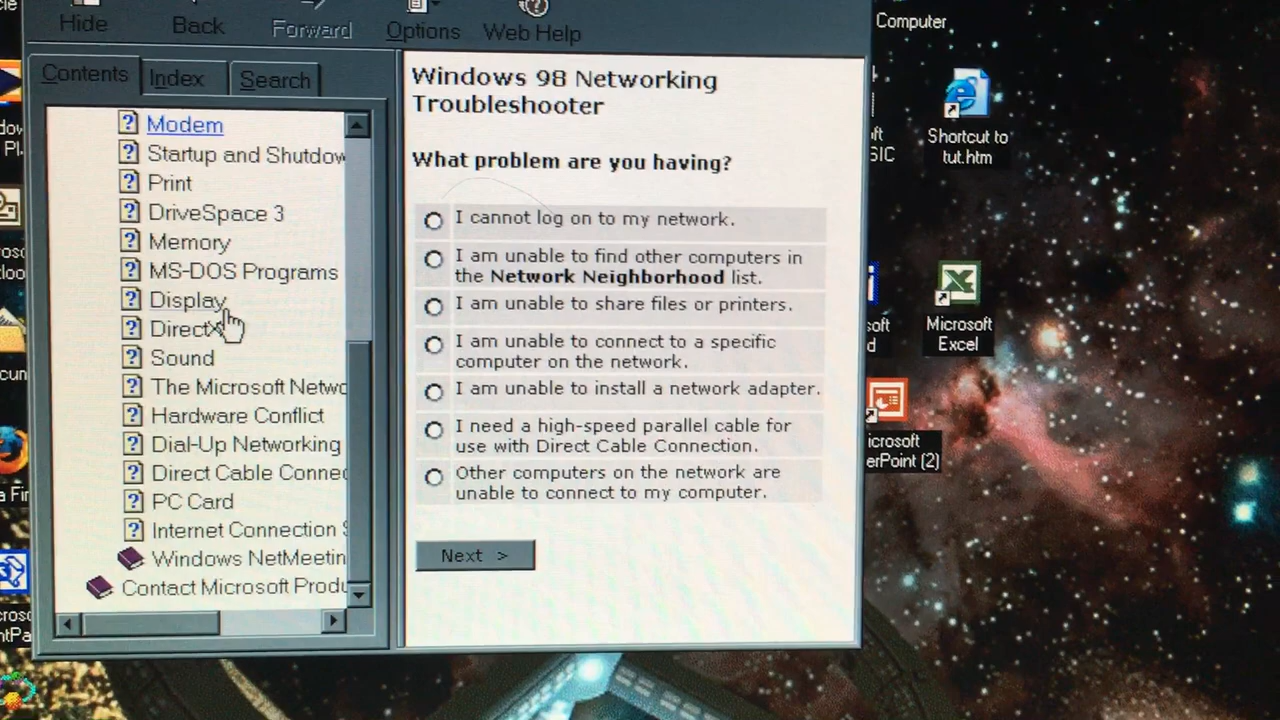 Hide
Back
Forward
Options
Web Help
Contents
Index
Search
Modem
Startup and Shutdow
Print
DriveSpace 3
Memory
MS-DOS Programs
Display
DirectX
Sound
The Microsoft Netwo
Hardware Conflict
Dial-Up Networking
Direct Cable Connec
PC Card
Internet Connection S
Windows NetMeetin
Contact Microsoft Produ
Windows 98 Networking
Troubleshooter
What problem are you having?
I cannot log on to my network.
I am unable to find other computers in
the Network Neighborhood list.
I am unable to share files or printers.
I am unable to connect to a specific
computer on the network.
I am unable to install a network adapter.
I need a high-speed parallel cable for
use with Direct Cable Connection.
Other computers on the network are
unable to connect to my computer.
Next >
Computer
Shortcut to
tut.htm
SIC
Microsoft
Excel
icrosoft
erPoint (2)